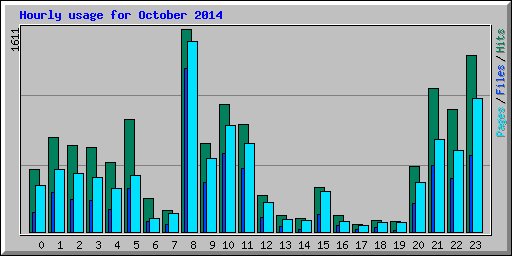 Hourly usage for October 2014
1611
Pages/Files/Hits
0 1 2 3 4 5 6 7 8 9 10 11 12 13 14 15 16 17 18 19 20 21 22 23